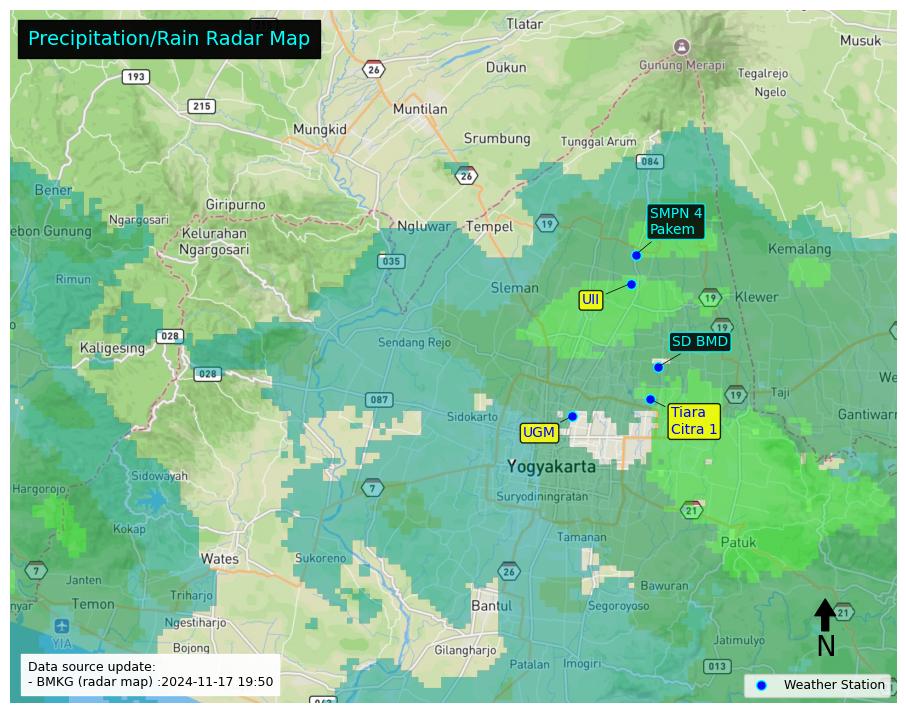 Precipitation/Rain Radar Map
Tlatar
Musuk
26
Gunung Merapi
193
Dukun
Tegalrejo
Ngelo
215
Muntilan
Mungkid
Srumbung
Tunggal Arum
084
26
Bener
Giripurno
SMPN 4
Pakem
Ngargosari
ebon Gunung
Kelurahan
Ngargosari
Ngluwar
Tempel
19
Kemalang
035
Rimun
Sleman
UII
19
Klewer
19
028
Kaligesing
Sendang Rejo
SD BMD
028
We
Taji
19
087
Sidokarto
Tiara
Citra 1
Gantiwarn
UGM
Yogyakarta
Sidowayah
Hargorojo
7
Suryodiningratan
21
Kokap
Tamanan
Patuk
Wates
Sukoreno
7
26
Janten
Bawuran
Triharjo
nyar
Temon
Bantul
Segoroyoso
21
Ngestiharjo
YIA
N
Jatimulyo
Bojong
Gilangharjo
Patalan
Imogiri
013
Data source update:
- BMKG (radar map) :2024-11-17 19:50
Weather Station